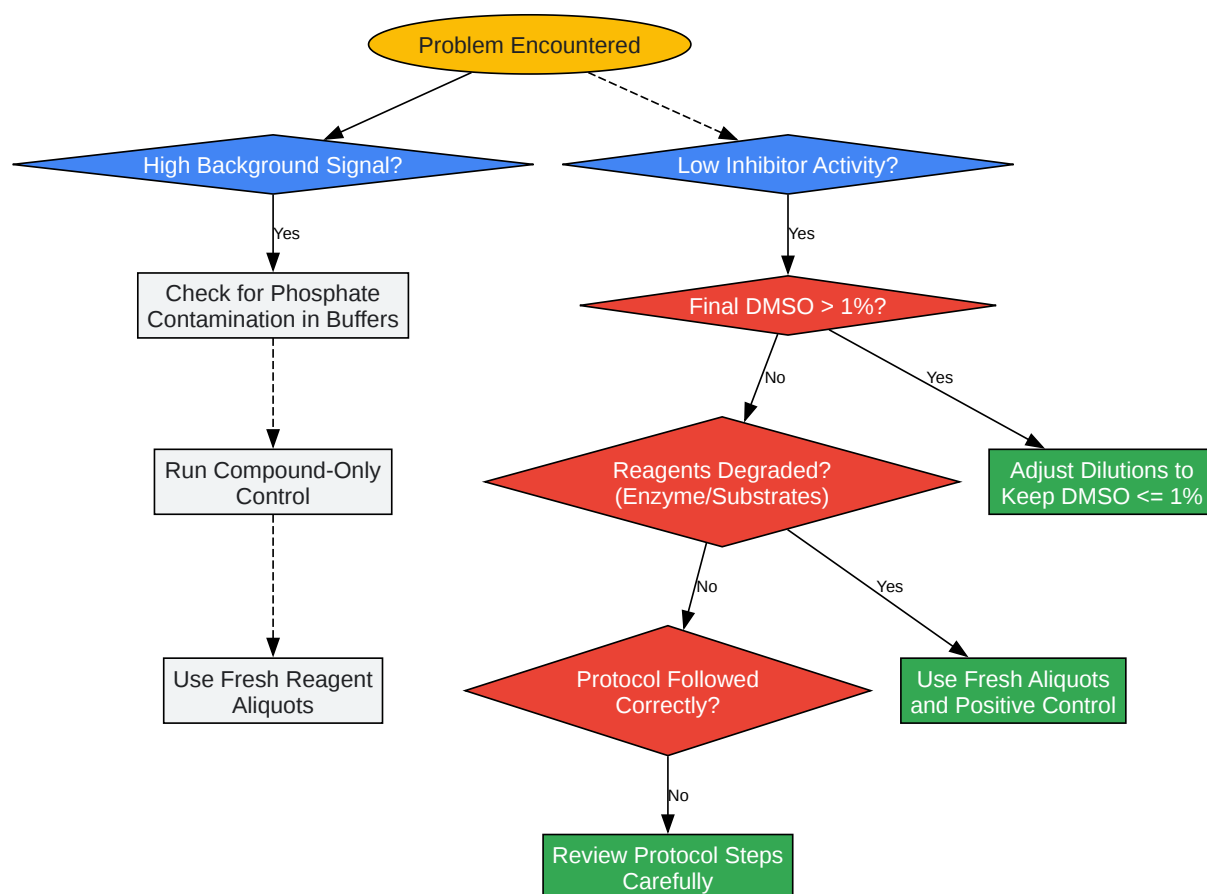 Problem Encountered
High Background Signal?
Low Inhibitor Activity?
Yes
Yes
Check for Phosphate
Contamination in Buffers
Final DMSO > 1%?
No
Yes
Run Compound-Only
Control
Reagents Degraded?
(Enzyme/Substrates)
Adjust Dilutions to
Keep DMSO <= 1%
No
Yes
Use Fresh Reagent
Aliquots
Protocol Followed
Correctly?
Use Fresh Aliquots
and Positive Control
No
Review Protocol Steps
Carefully